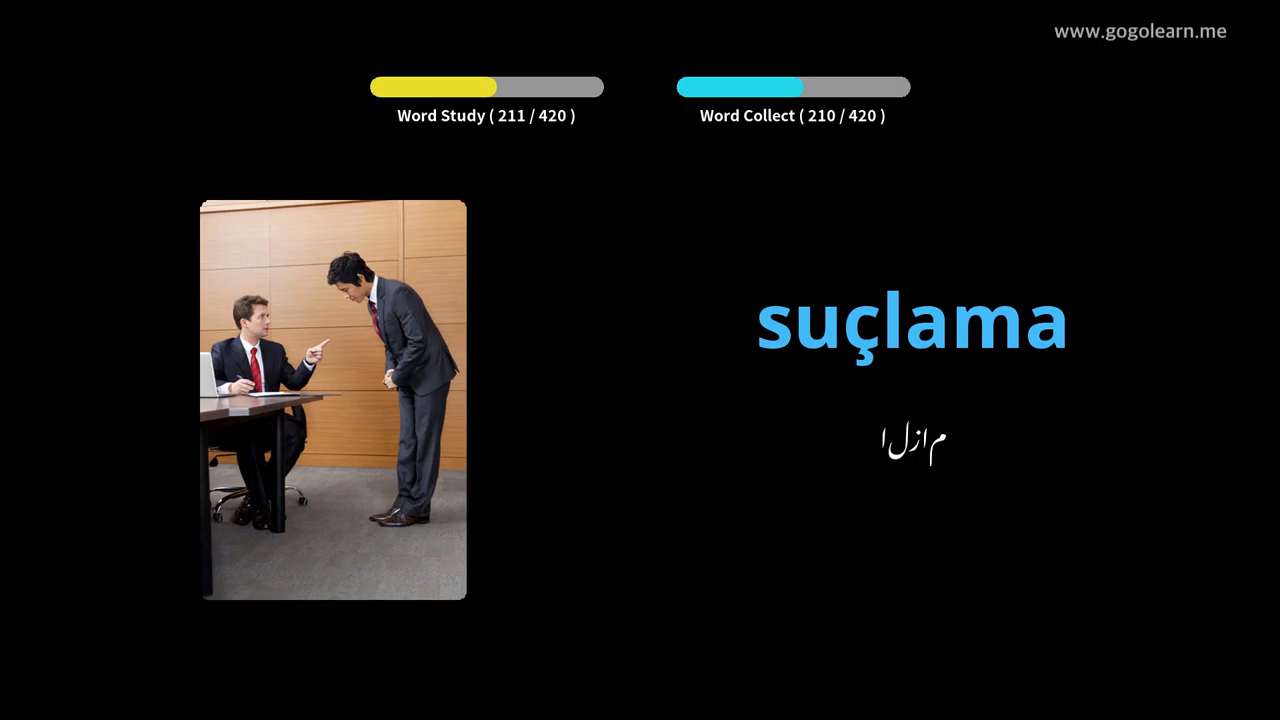 www.gogolearn.me
Word Study ( 211 / 420 )
Word Collect ( 210 / 420 )
suçlama
الزام